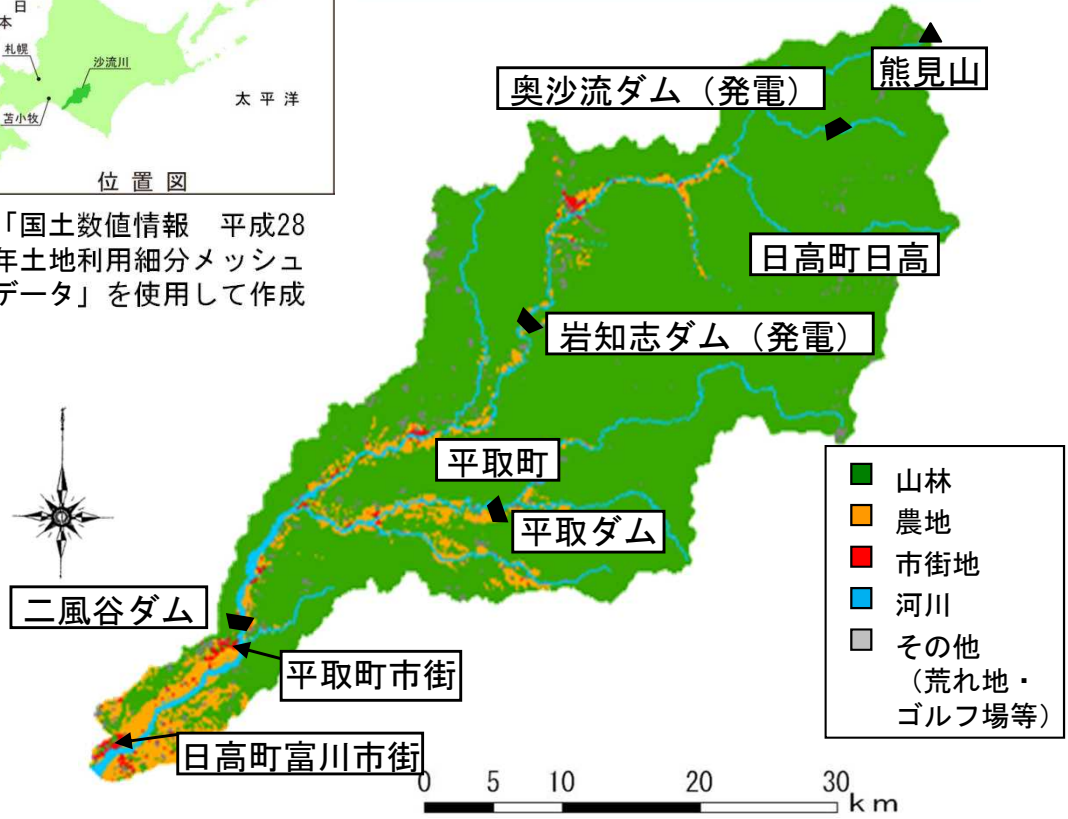 日
本
札幌
沙流川
太平洋
苫小牧
位置図
「国土数値情報　平成28
年土地利用細分メッシュ
データ」を使用して作成
熊見山
奥沙流ダム（発電）
日高町日高
岩知志ダム（発電）
平取町
平取ダム
二風谷ダム
平取町市街
日高町富川市街
山林
農地
市街地
河川
その他
（荒れ地・
ゴルフ場等）
0 5 10 20 30
km